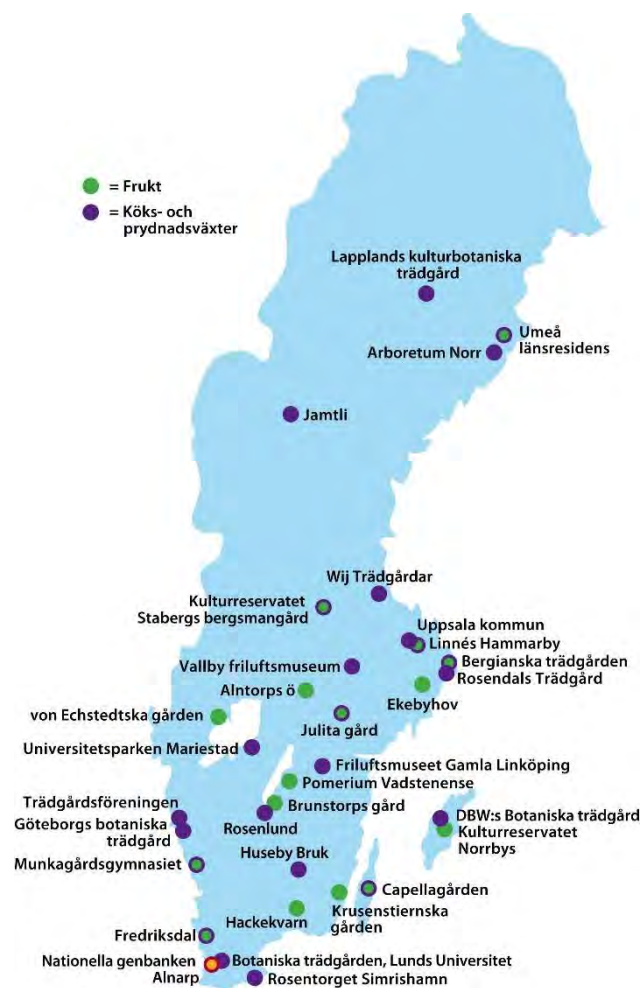 = Frukt
= Köks- och
prydnadsväxter
Lapplands kulturbotaniska
trädgård
Umeå
länsresidens
Arboretum Norr
Jamtli
Wij Trädgårdar
Kulturreservatet
Stabergs bergsmangård
Uppsala kommun
Linnés Hammarby
Bergianska trädgården
Vallby friluftsmuseum
Rosendals Trädgård
Alntorps ö
Ekebyhov
von Echstedtska gården
Julita gård
Universitetsparken Mariestad
Friluftsmuseet Gamla Linköping
Pomerium Vadstenense
Trädgårdsföreningen
Brunstorps gård
DBW:s Botaniska trädgård
Göteborgs botaniska
trädgård
Rosenlund
Kulturreservatet
Norrbys
Huseby Bruk
Munkagårdsgymnasiet
Capellagården
Krusenstiernska
gården
Hackekvarn
Fredriksdal
Nationella genbanken
Alnarp
Botaniska trädgården, Lunds Universitet
Rosentorget Simrishamn